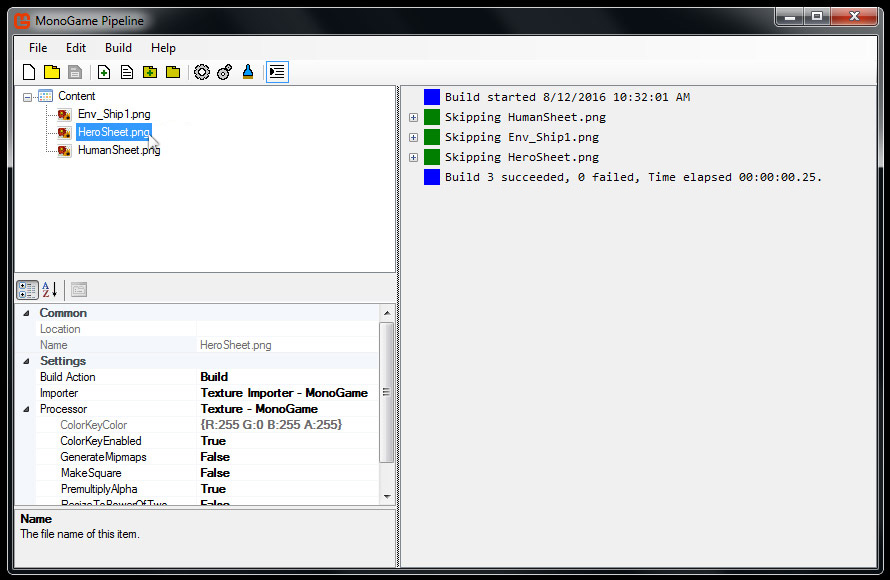 MonoGame Pipeline
File Edit Build Help
Content
Env_Ship1.png
HeroSheet.png
HumanSheet.png
Build started 8/12/2016 10:32:01 AM
Skipping HumanSheet.png
Skipping Env_Ship1.png
Skipping HeroSheet.png
Build 3 succeeded, 0 failed, Time elapsed 00:00:00.25.
Common
Location
Name HeroSheet.png
Settings
Build Action Build
Importer Texture Importer - MonoGame
Processor Texture - MonoGame
ColorKeyColor {R:255 G:0 B:255 A:255}
ColorKeyEnabled True
GenerateMipmaps False
MakeSquare False
PremultiplyAlpha True
ResizeToPowerOfTwo False
Name
The file name of this item.